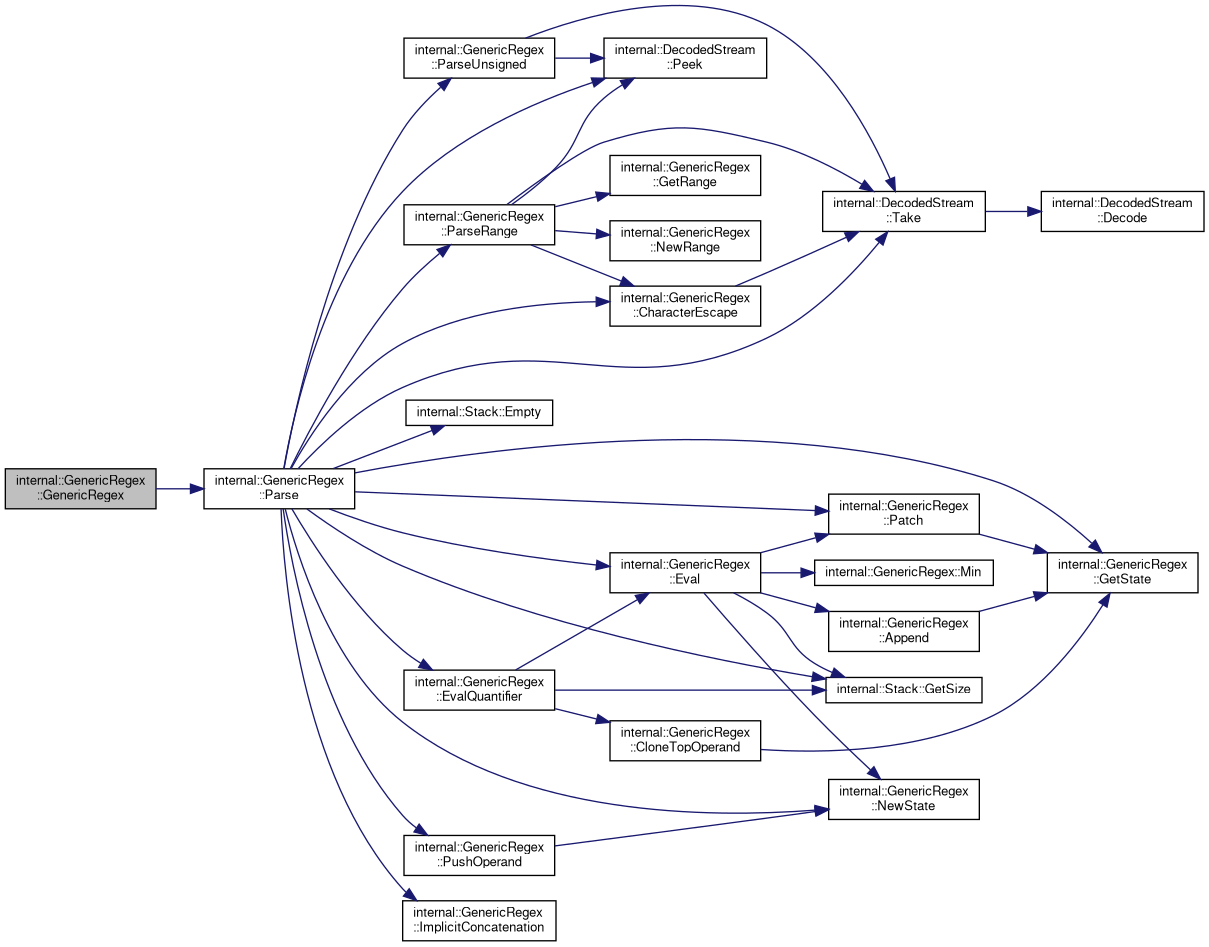 internal::GenericRegex
::ParseUnsigned
internal::DecodedStream
::Peek
internal::GenericRegex
::GetRange
internal::GenericRegex
::ParseRange
internal::DecodedStream
::Take
internal::DecodedStream
::Decode
internal::GenericRegex
::NewRange
internal::GenericRegex
::CharacterEscape
internal::Stack::Empty
internal::GenericRegex
::GenericRegex
internal::GenericRegex
::Parse
internal::GenericRegex
::Patch
internal::GenericRegex
::Eval
internal::GenericRegex::Min
internal::GenericRegex
::GetState
internal::GenericRegex
::Append
internal::GenericRegex
::EvalQuantifier
internal::Stack::GetSize
internal::GenericRegex
::CloneTopOperand
internal::GenericRegex
::NewState
internal::GenericRegex
::PushOperand
internal::GenericRegex
::ImplicitConcatenation